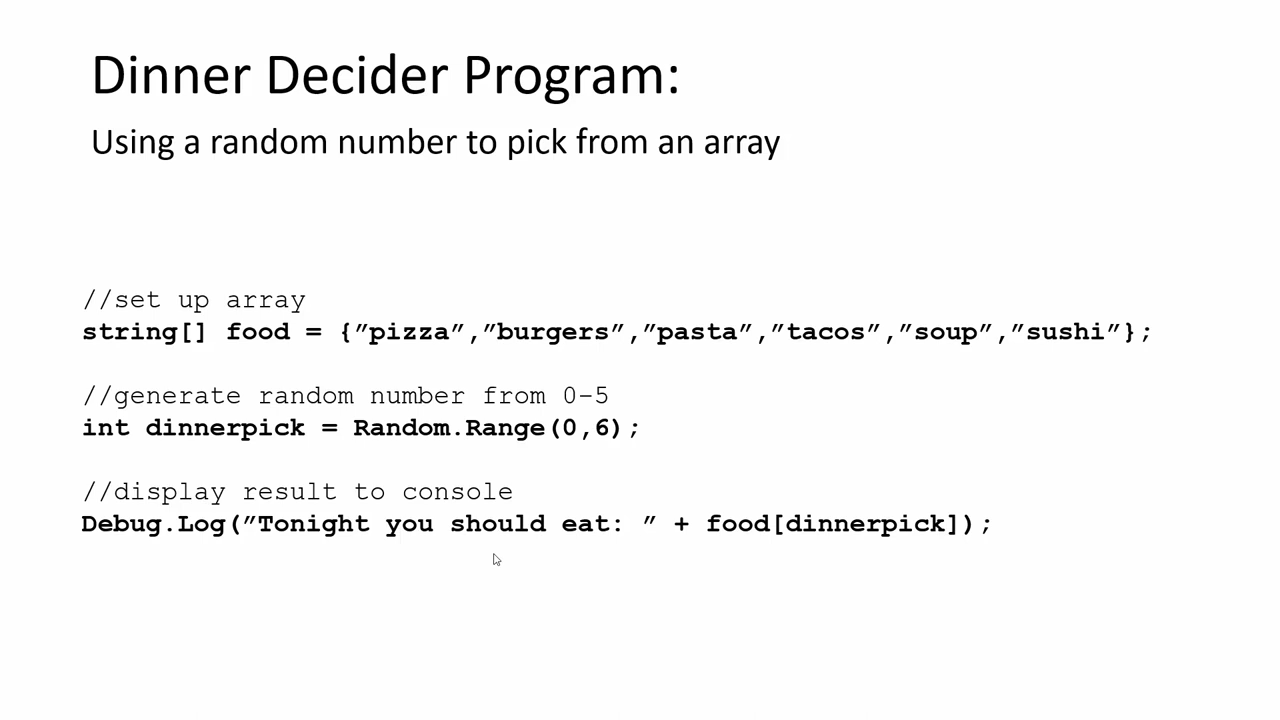 Dinner Decider Program:
Using a random number to pick from an array
//set up array
string[] food = {”pizza”,”burgers”,”pasta”,”tacos”,”soup”,”sushi”};
//generate random number from 0-5
int dinnerpick = Random.Range(0,6);
//display result to console
Debug.Log(”Tonight you should eat: ” + food[dinnerpick]);